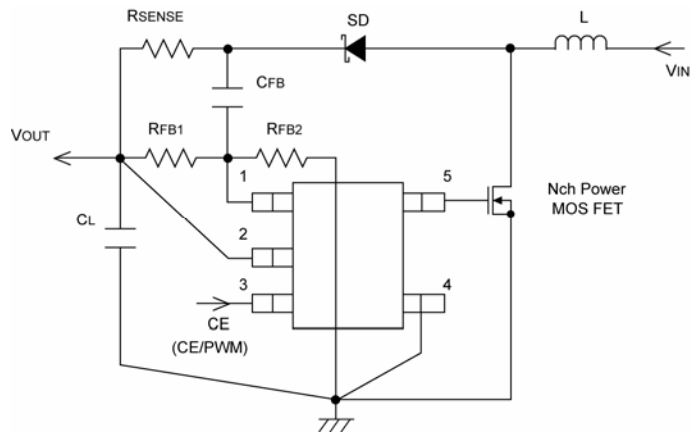 RSENSE
SD
L
VIN
CFB
VOUT
RFB1
RFB2
1
5
Nch Power
MOS FET
CL
2
3
4
CE
(CE/PWM)